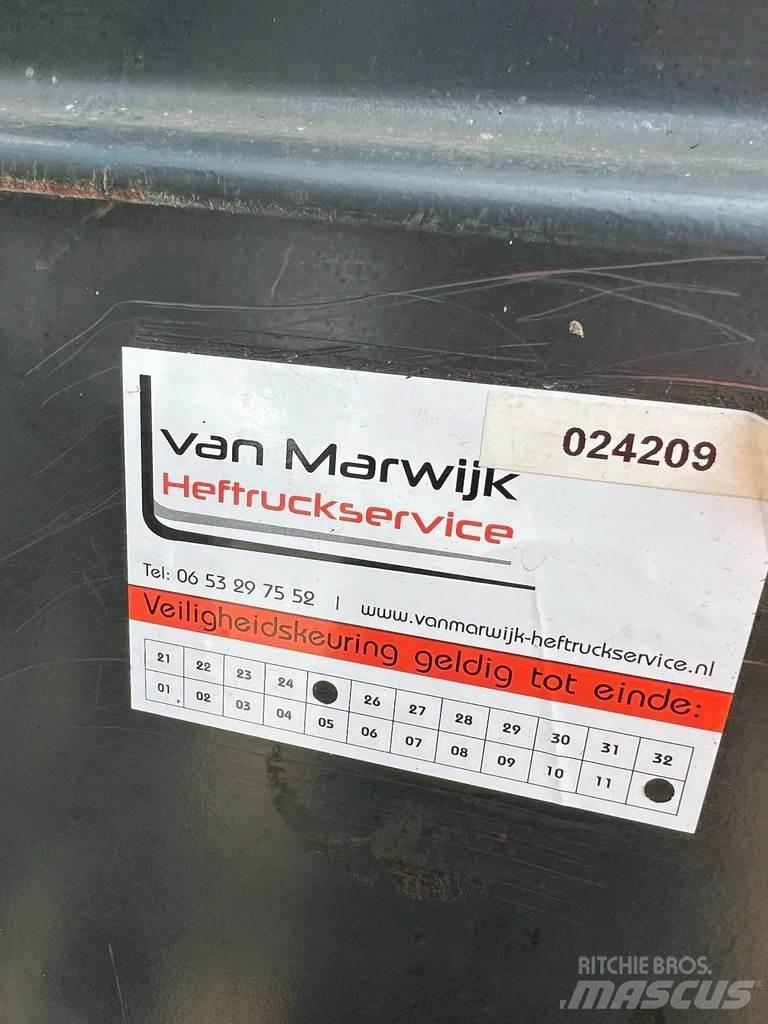 van Marwijk
024209
Heftruckservice
Tel: 06 53 29 75 52 | www.vanmarwijk-heftruckservice.nl
Veiligheidskeuring geldig tot einde:
21 22 23 24 26 27 28 29 30 31 32
01 02 03 04 05 06 07 08 09 10 11
RITCHIE BROS.
MASCUS